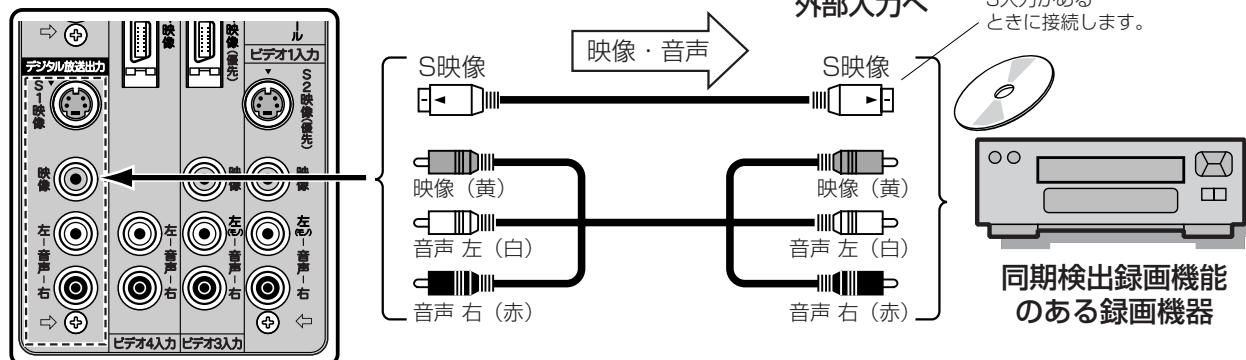 外部入力へ
S入力がある
ときに接続します。
映像・音声
デジタル放送出力
S1映像
映像
左-音声-右
映像
左-音声-右
ビデオ4入力
映像(優先)
映像
左(モノ)-音声-右
ビデオ3入力
ール
ビデオ1入力
S2映像(優先)
映像
左(モノ)-音声-右
S映像
映像（黄）
音声 左（白）
音声 右（赤）
S映像
映像（黄）
音声 左（白）
音声 右（赤）
同期検出録画機能
のある録画機器